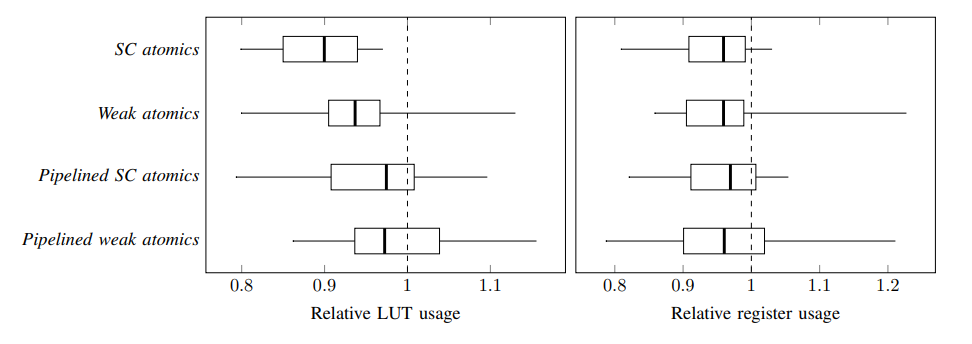 SC atomics
Weak atomics
Pipelined SC atomics
Pipelined weak atomics
0.8 0.9 1 1.1
Relative LUT usage
0.8 0.9 1 1.1 1.2
Relative register usage